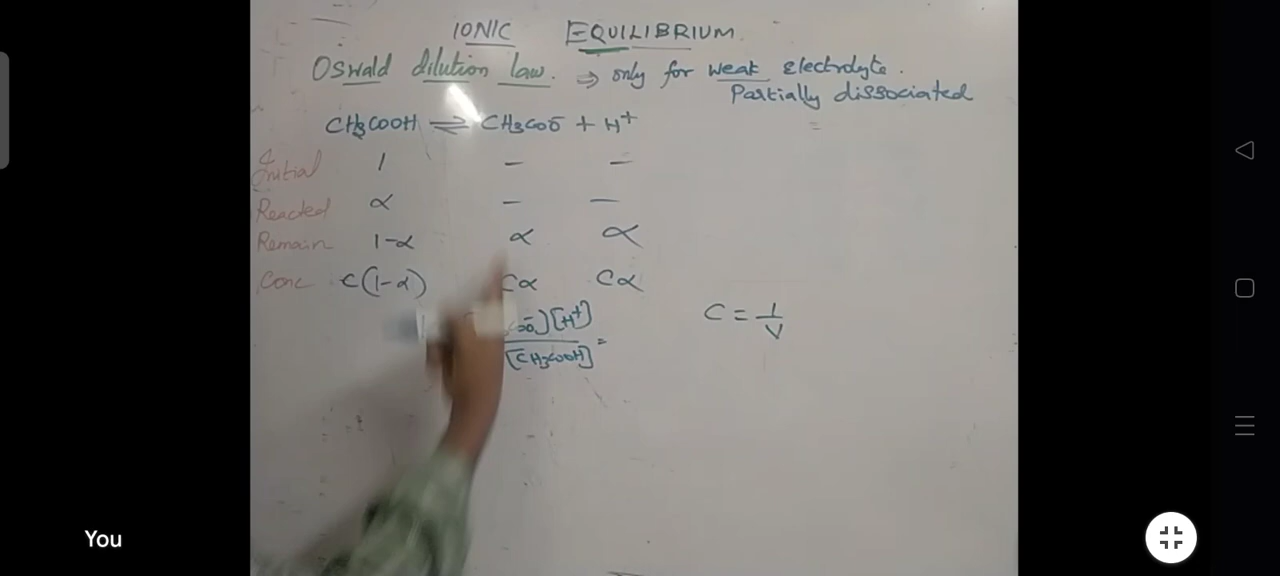 IONIC EQUILIBRIUM
Oswald dilution law. ⇒ only for weak Electrolyte.
Partially dissociated
CH3COOH ⇌ CH3COO⁻ + H⁺
Initial 1 – –
Reacted α – –
Remain 1-α α α
Conc C(1-α) Cα Cα
[H⁺]
[CH3COOH] =
C = 1/V
You